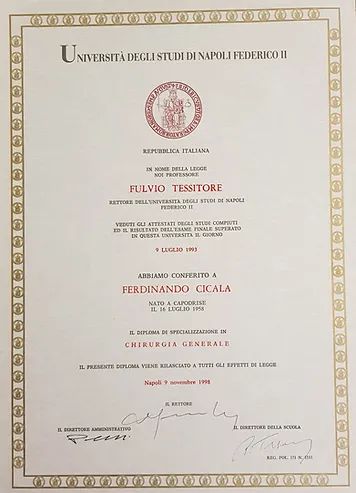 UNIVERSITÀ DEGLI STUDI DI NAPOLI FEDERICO II
REPUBBLICA ITALIANA
IN NOME DELLA LEGGE
NOI PROFESSORE
FULVIO TESSITORE
RETTORE DELL'UNIVERSITÀ DEGLI STUDI DI NAPOLI
FEDERICO II
VEDUTI GLI ATTESTATI DEGLI STUDI COMPIUTI
ED IL RISULTATO DELL'ESAME FINALE SUPERATO
IN QUESTA UNIVERSITÀ IL GIORNO
9 LUGLIO 1993
ABBIAMO CONFERITO A
FERDINANDO CICALA
NATO A CAPODRISE
IL 16 LUGLIO 1958
IL DIPLOMA DI SPECIALIZZAZIONE IN
CHIRURGIA GENERALE
IL PRESENTE DIPLOMA VIENE RILASCIATO A TUTTI GLI EFFETTI DI LEGGE
Napoli 9 novembre 1998
IL RETTORE
IL DIRETTORE AMMINISTRATIVO
IL DIRETTORE DELLA SCUOLA
REG. POL. 171 N.